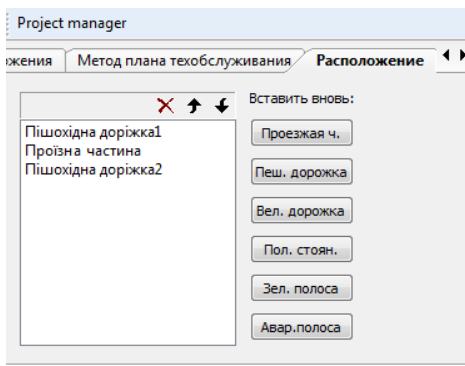 Project manager
жения
Метод плана техобслуживания
Расположение
Вставить вновь:
Пішохідна доріжка1
Проїзна частина
Пішохідна доріжка2
Проезжая ч.
Пеш. дорожка
Вел. дорожка
Пол. стоян.
Зел. полоса
Авар.полоса